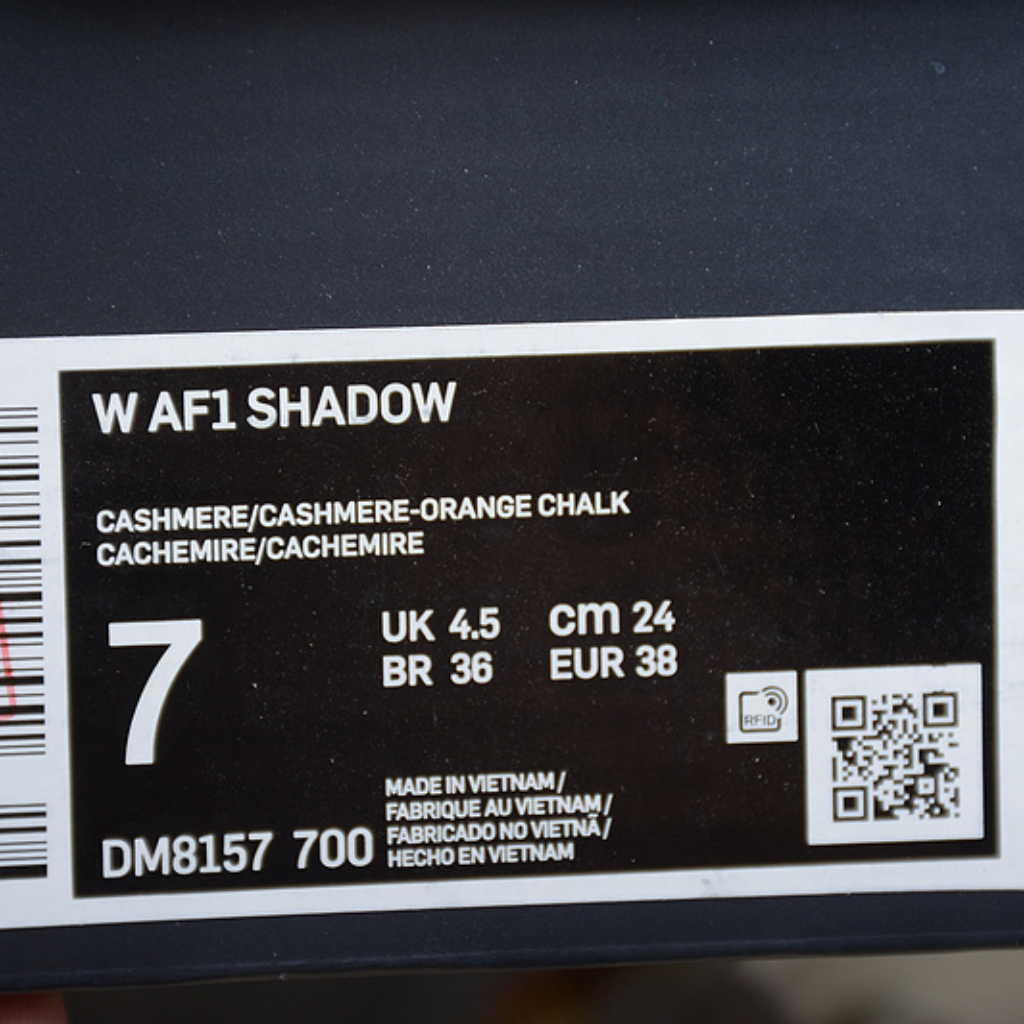 W AF1 SHADOW
CASHMERE/CASHMERE-ORANGE CHALK
CACHEMIRE/CACHEMIRE
7
UK 4.5 cm 24
BR 36 EUR 38
RFID
MADE IN VIETNAM /
FABRIQUE AU VIETNAM /
FABRICADO NO VIETNÃ /
HECHO EN VIETNAM
DM8157 700